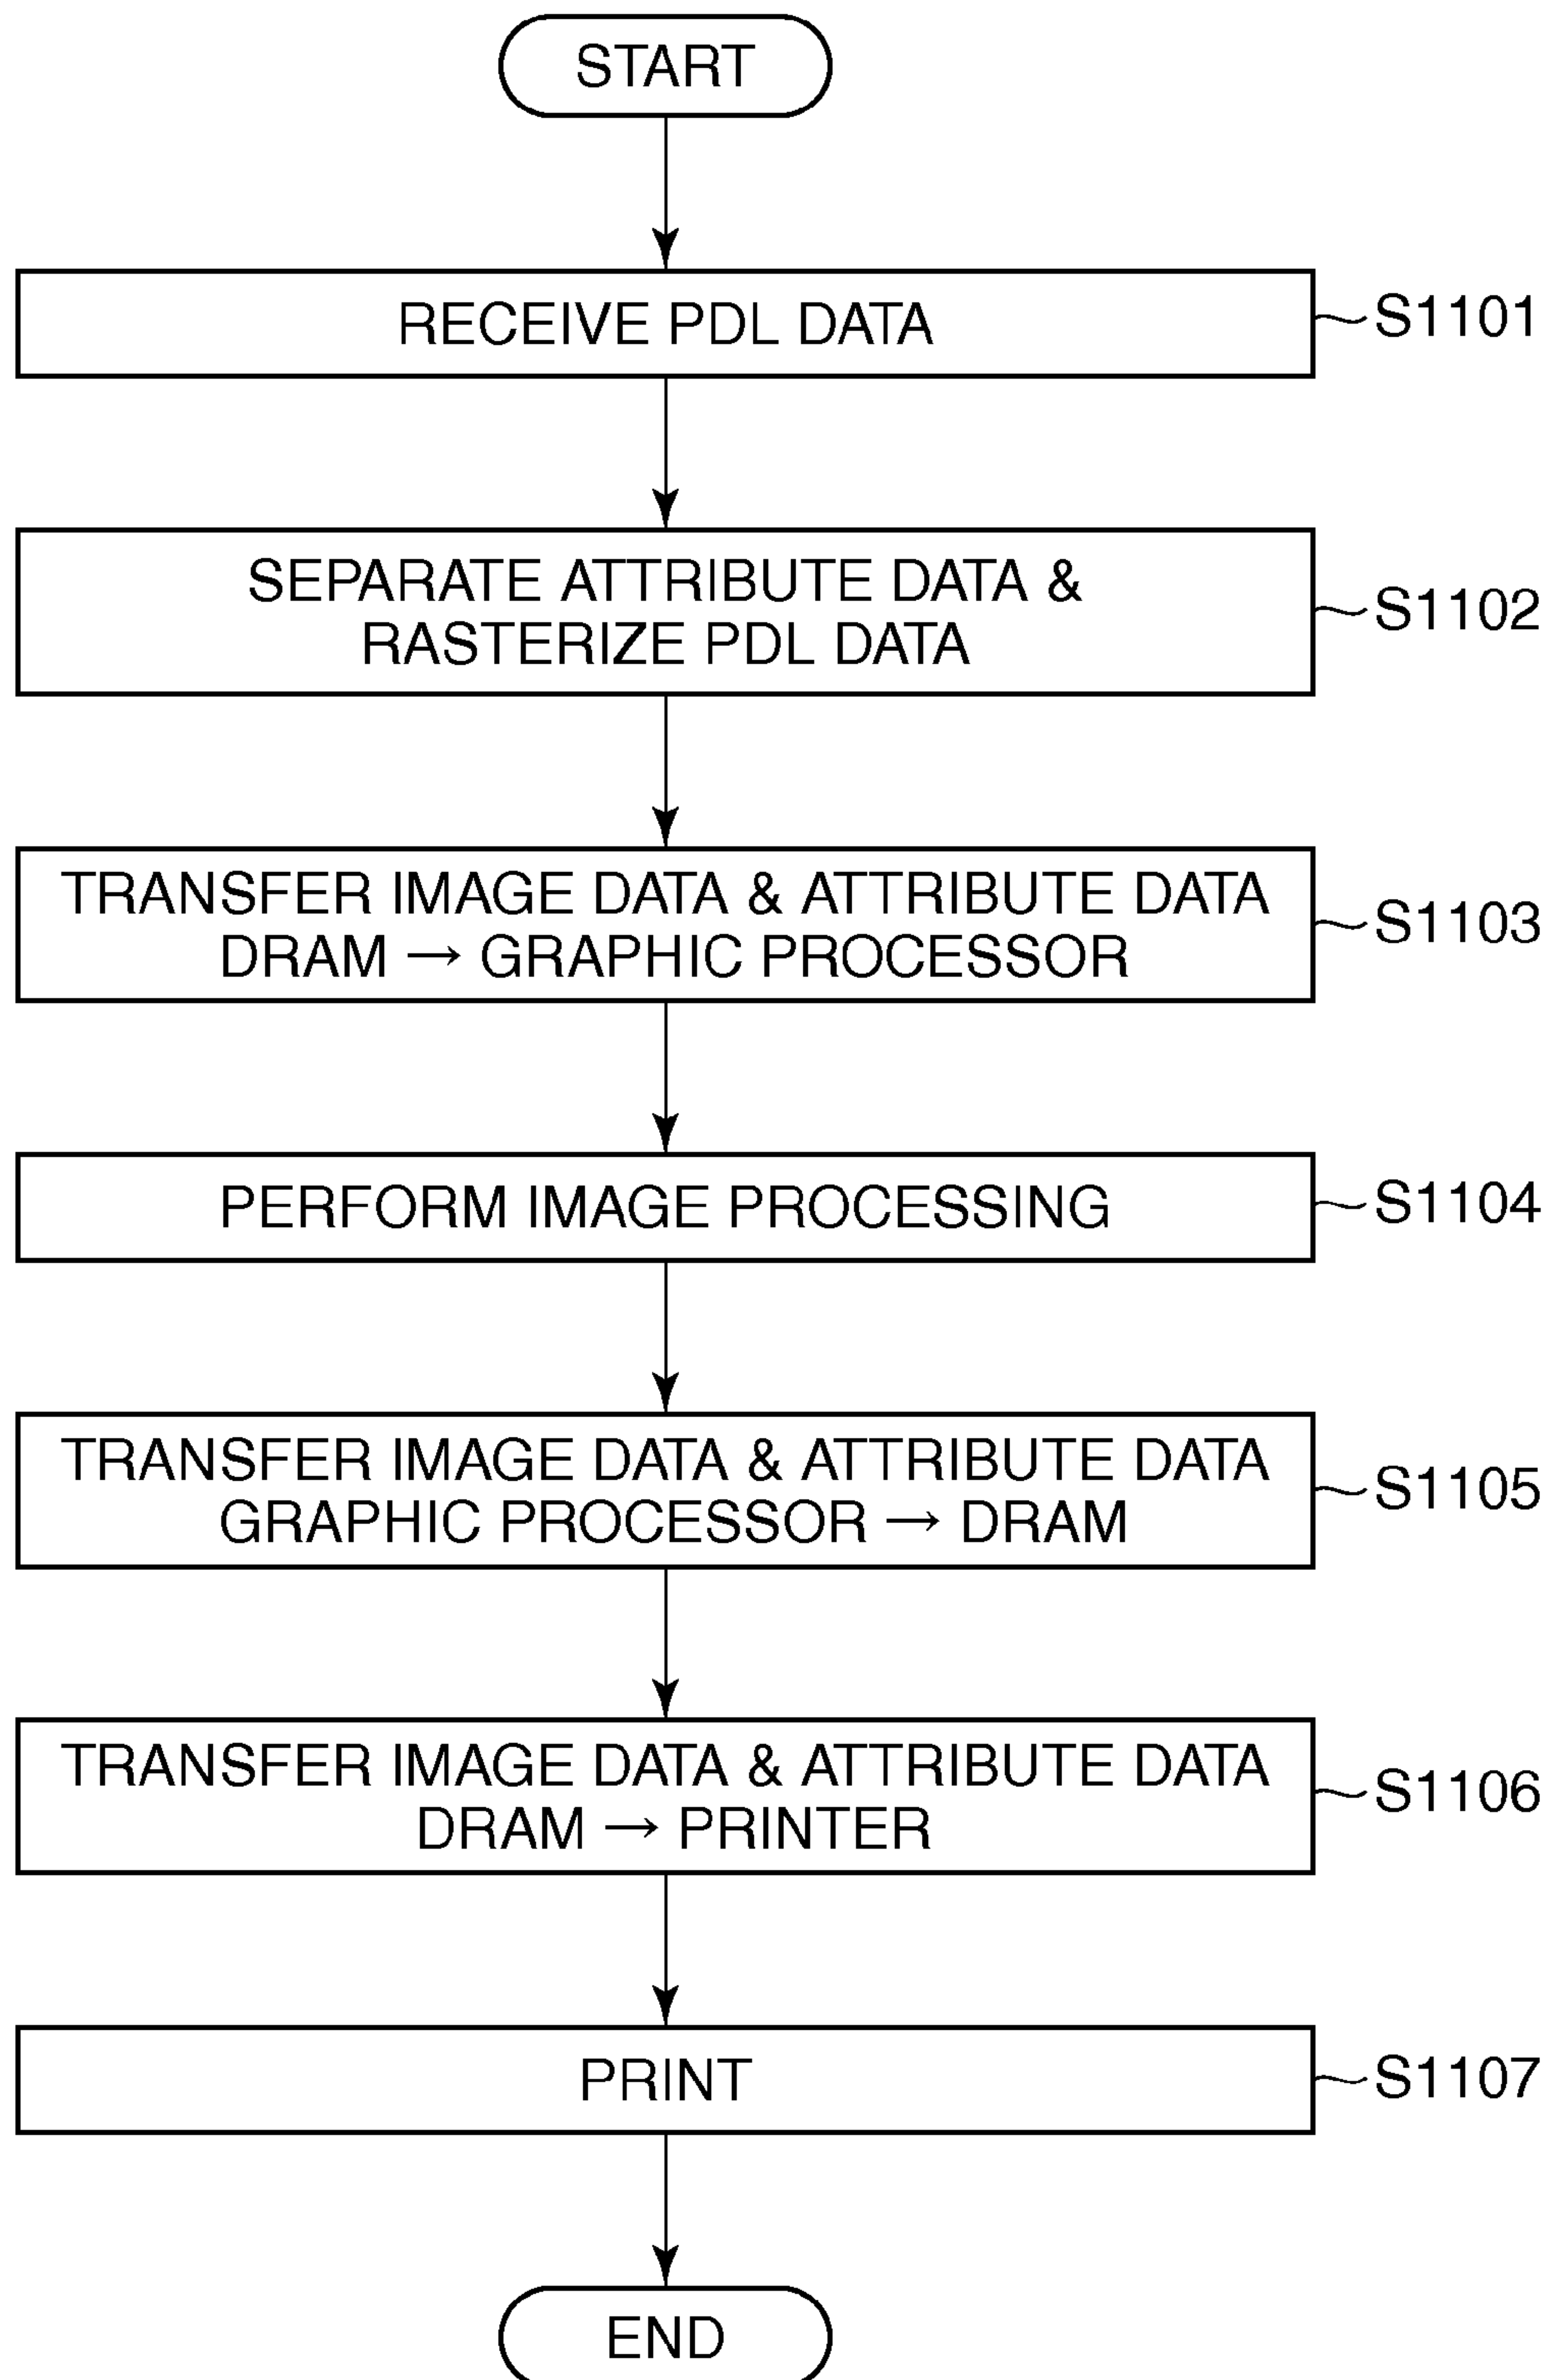 START
RECEIVE PDL DATA
S1101
SEPARATE ATTRIBUTE DATA &
RASTERIZE PDL DATA
S1102
TRANSFER IMAGE DATA & ATTRIBUTE DATA
DRAM → GRAPHIC PROCESSOR
S1103
PERFORM IMAGE PROCESSING
S1104
TRANSFER IMAGE DATA & ATTRIBUTE DATA
GRAPHIC PROCESSOR → DRAM
S1105
TRANSFER IMAGE DATA & ATTRIBUTE DATA
DRAM → PRINTER
S1106
PRINT
S1107
END